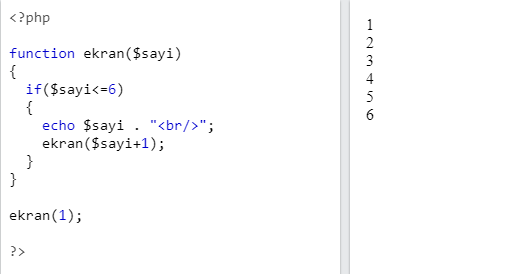 <?php
function ekran($sayi)
{
if($sayi<=6)
{
echo $sayi . "<br/>";
ekran($sayi+1);
}
}
ekran(1);
?>
1
2
3
4
5
6